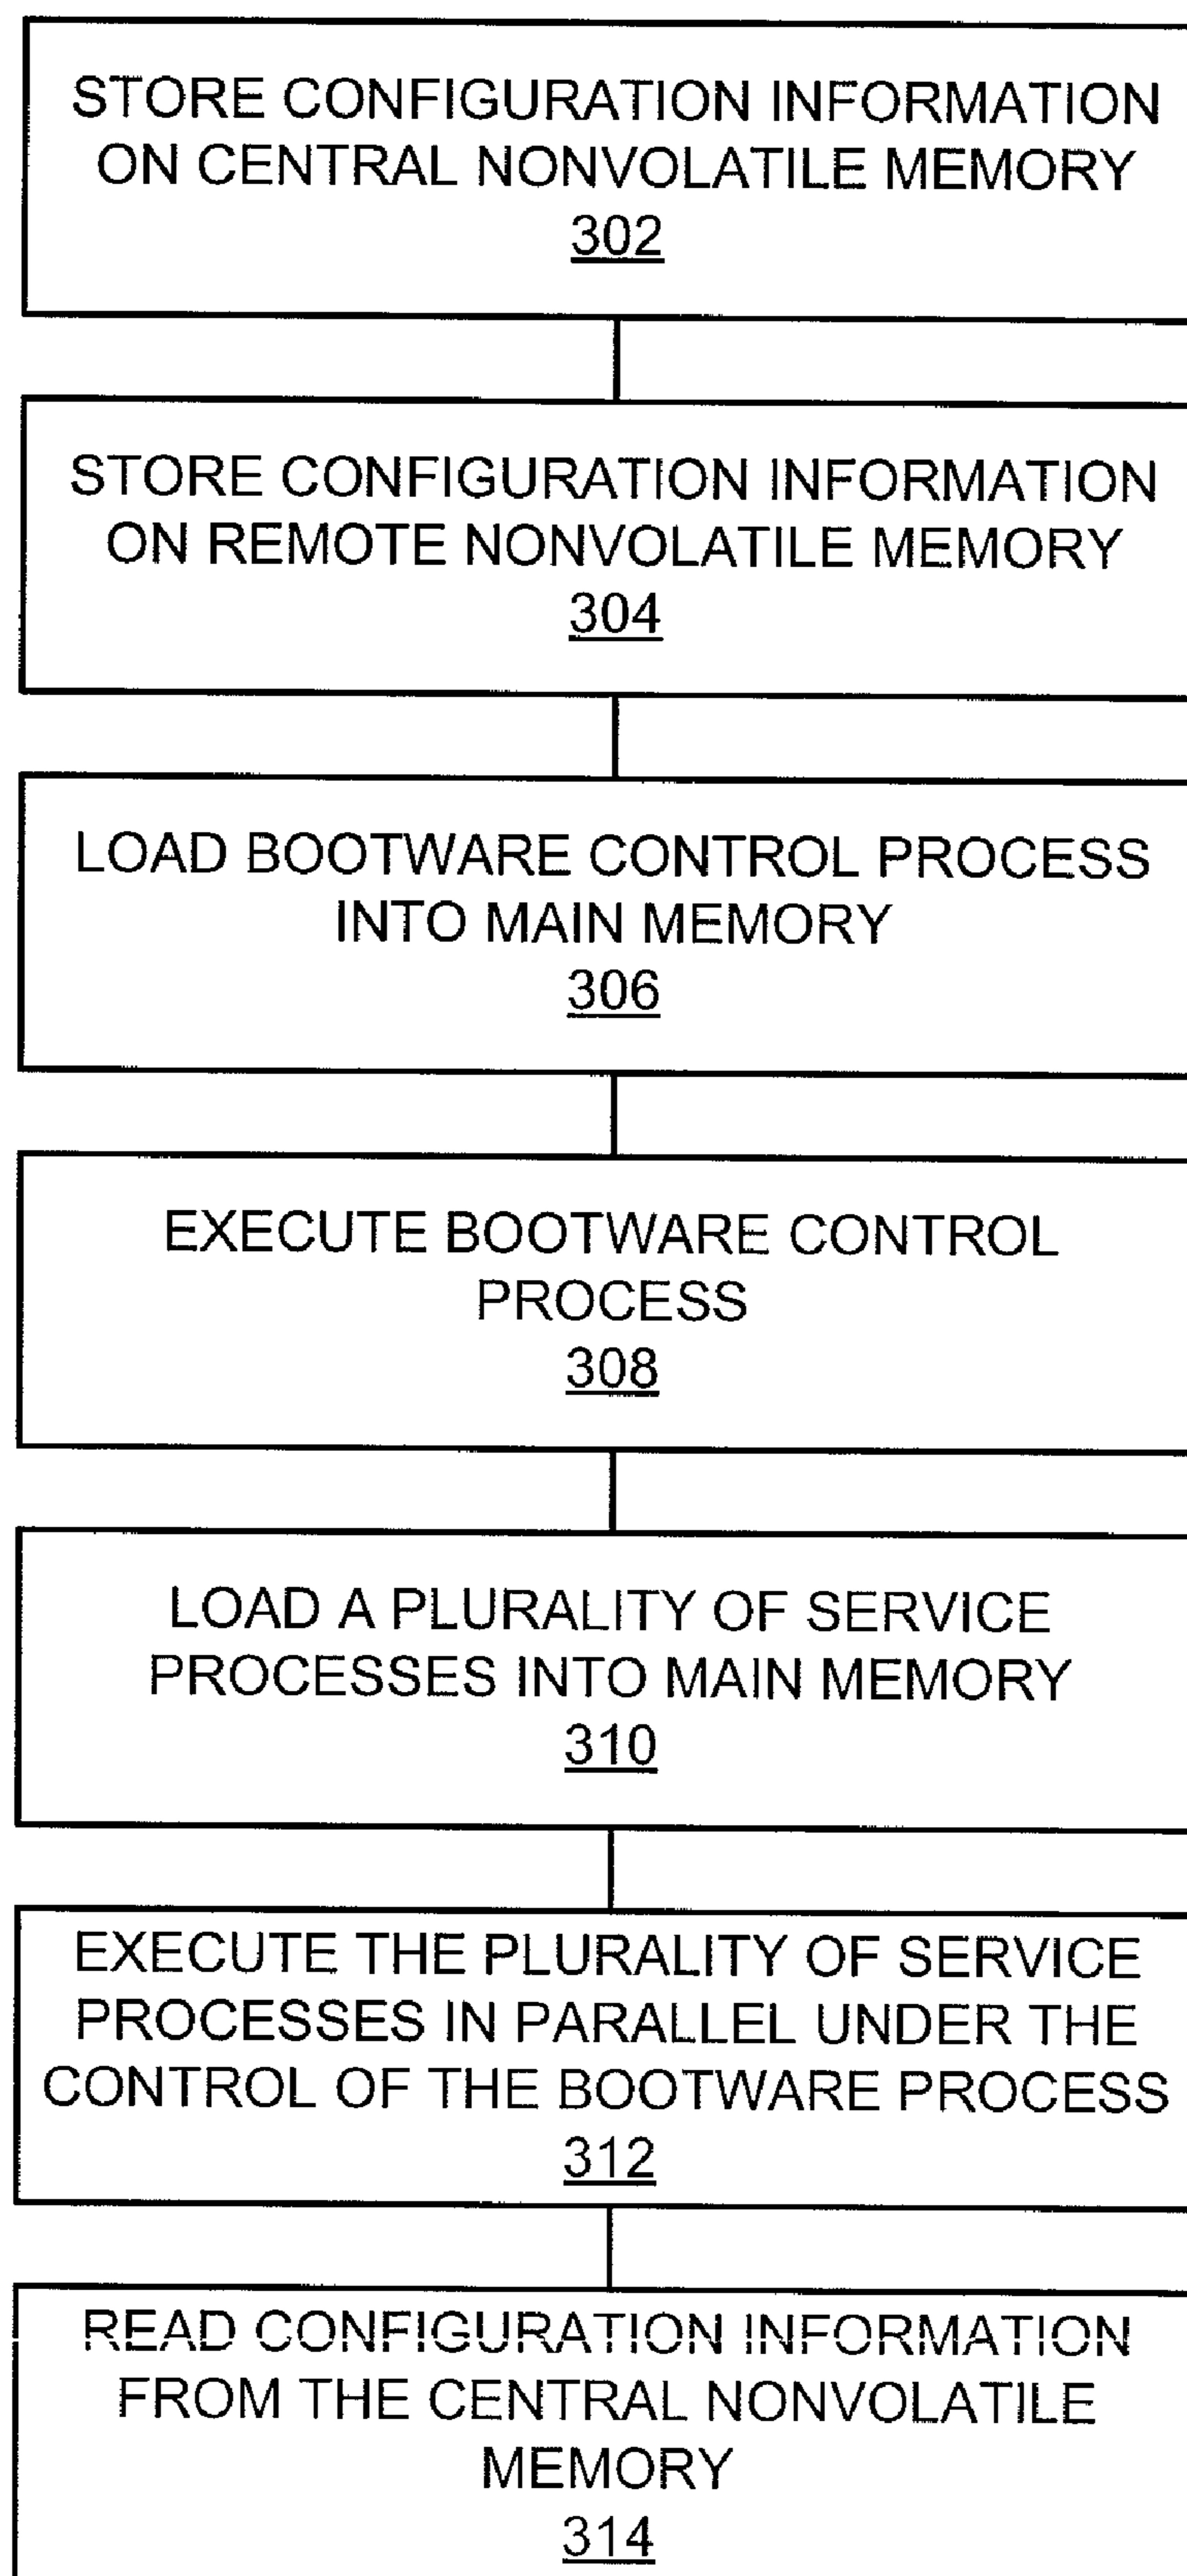 STORE CONFIGURATION INFORMATION
ON CENTRAL NONVOLATILE MEMORY
302
STORE CONFIGURATION INFORMATION
ON REMOTE NONVOLATILE MEMORY
304
LOAD BOOTWARE CONTROL PROCESS
INTO MAIN MEMORY
306
EXECUTE BOOTWARE CONTROL
PROCESS
308
LOAD A PLURALITY OF SERVICE
PROCESSES INTO MAIN MEMORY
310
EXECUTE THE PLURALITY OF SERVICE
PROCESSES IN PARALLEL UNDER THE
CONTROL OF THE BOOTWARE PROCESS
312
READ CONFIGURATION INFORMATION
FROM THE CENTRAL NONVOLATILE
MEMORY
314